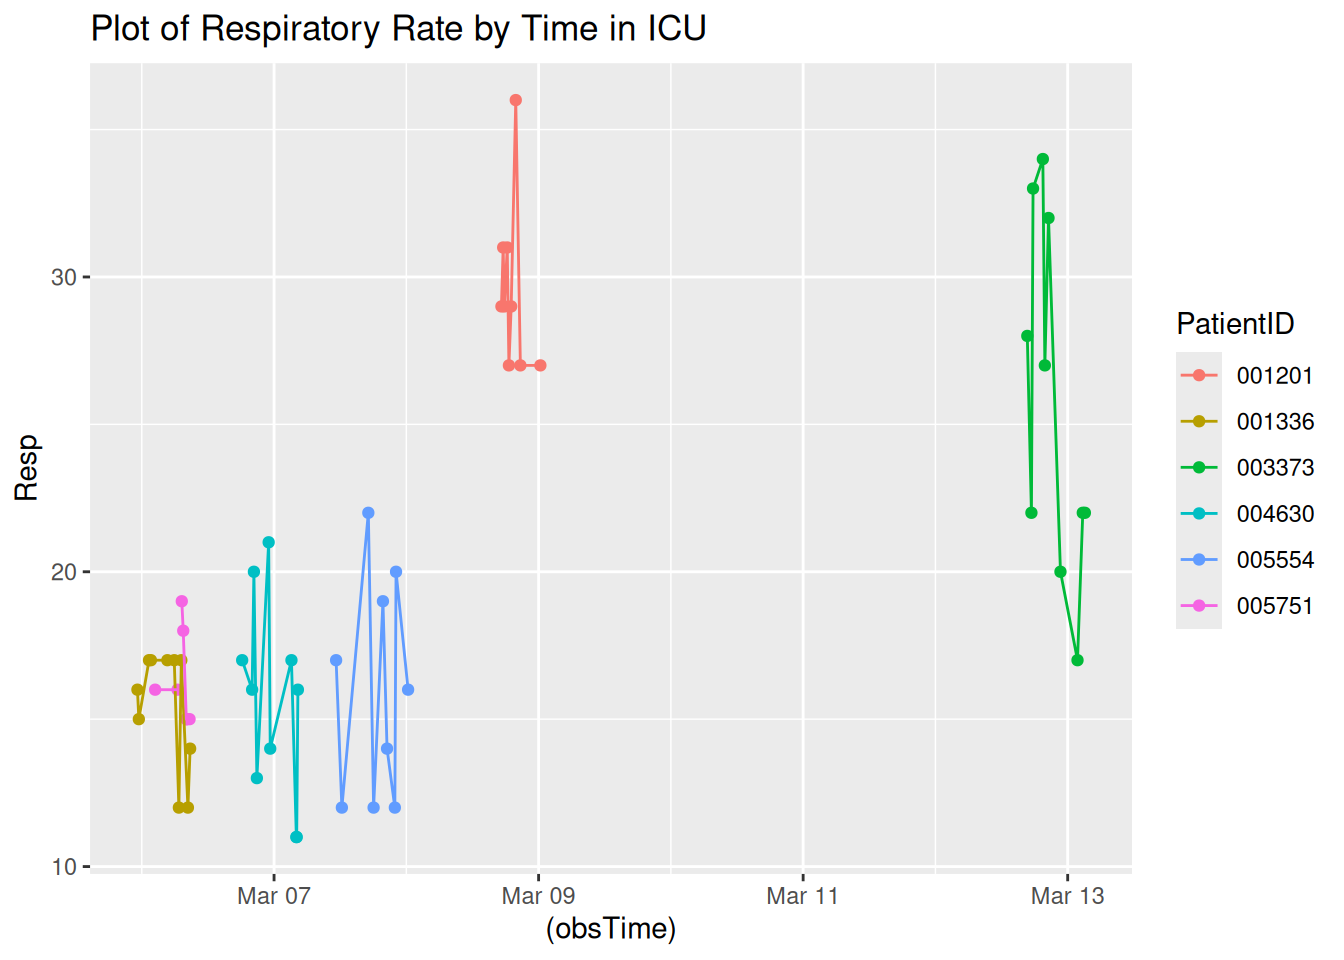 Plot of Respiratory Rate by Time in ICU
Resp
30
20
10
Mar 07
Mar 09
Mar 11
Mar 13
(obsTime)
PatientID
001201
001336
003373
004630
005554
005751